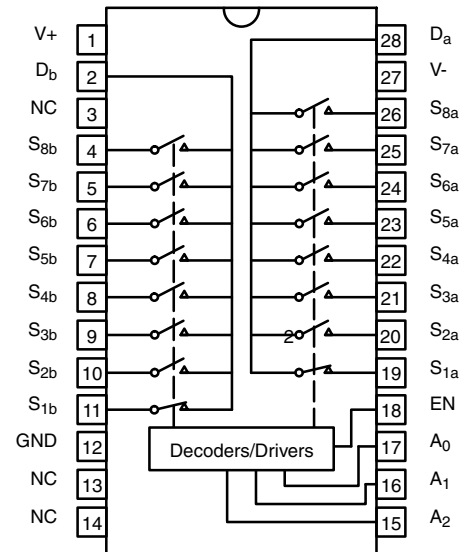 V+ 1 28 Da
Db 2 27 V-
NC 3 26 S8a
S8b 4 25 S7a
S7b 5 24 S6a
S6b 6 23 S5a
S5b 7 22 S4a
S4b 8 21 S3a
S3b 9 2 20 S2a
S2b 10 19 S1a
S1b 11 18 EN
GND 12 Decoders/Drivers 17 A0
NC 13 16 A1
NC 14 15 A2